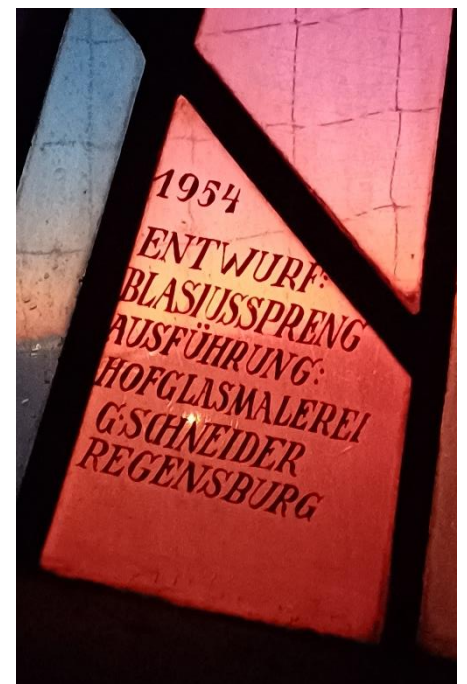 1954
ENTWURF:
BLASIUSSPRENG
AUSFÜHRUNG:
HOFGLASMALEREI
G:SCHNEIDER
REGENSBURG